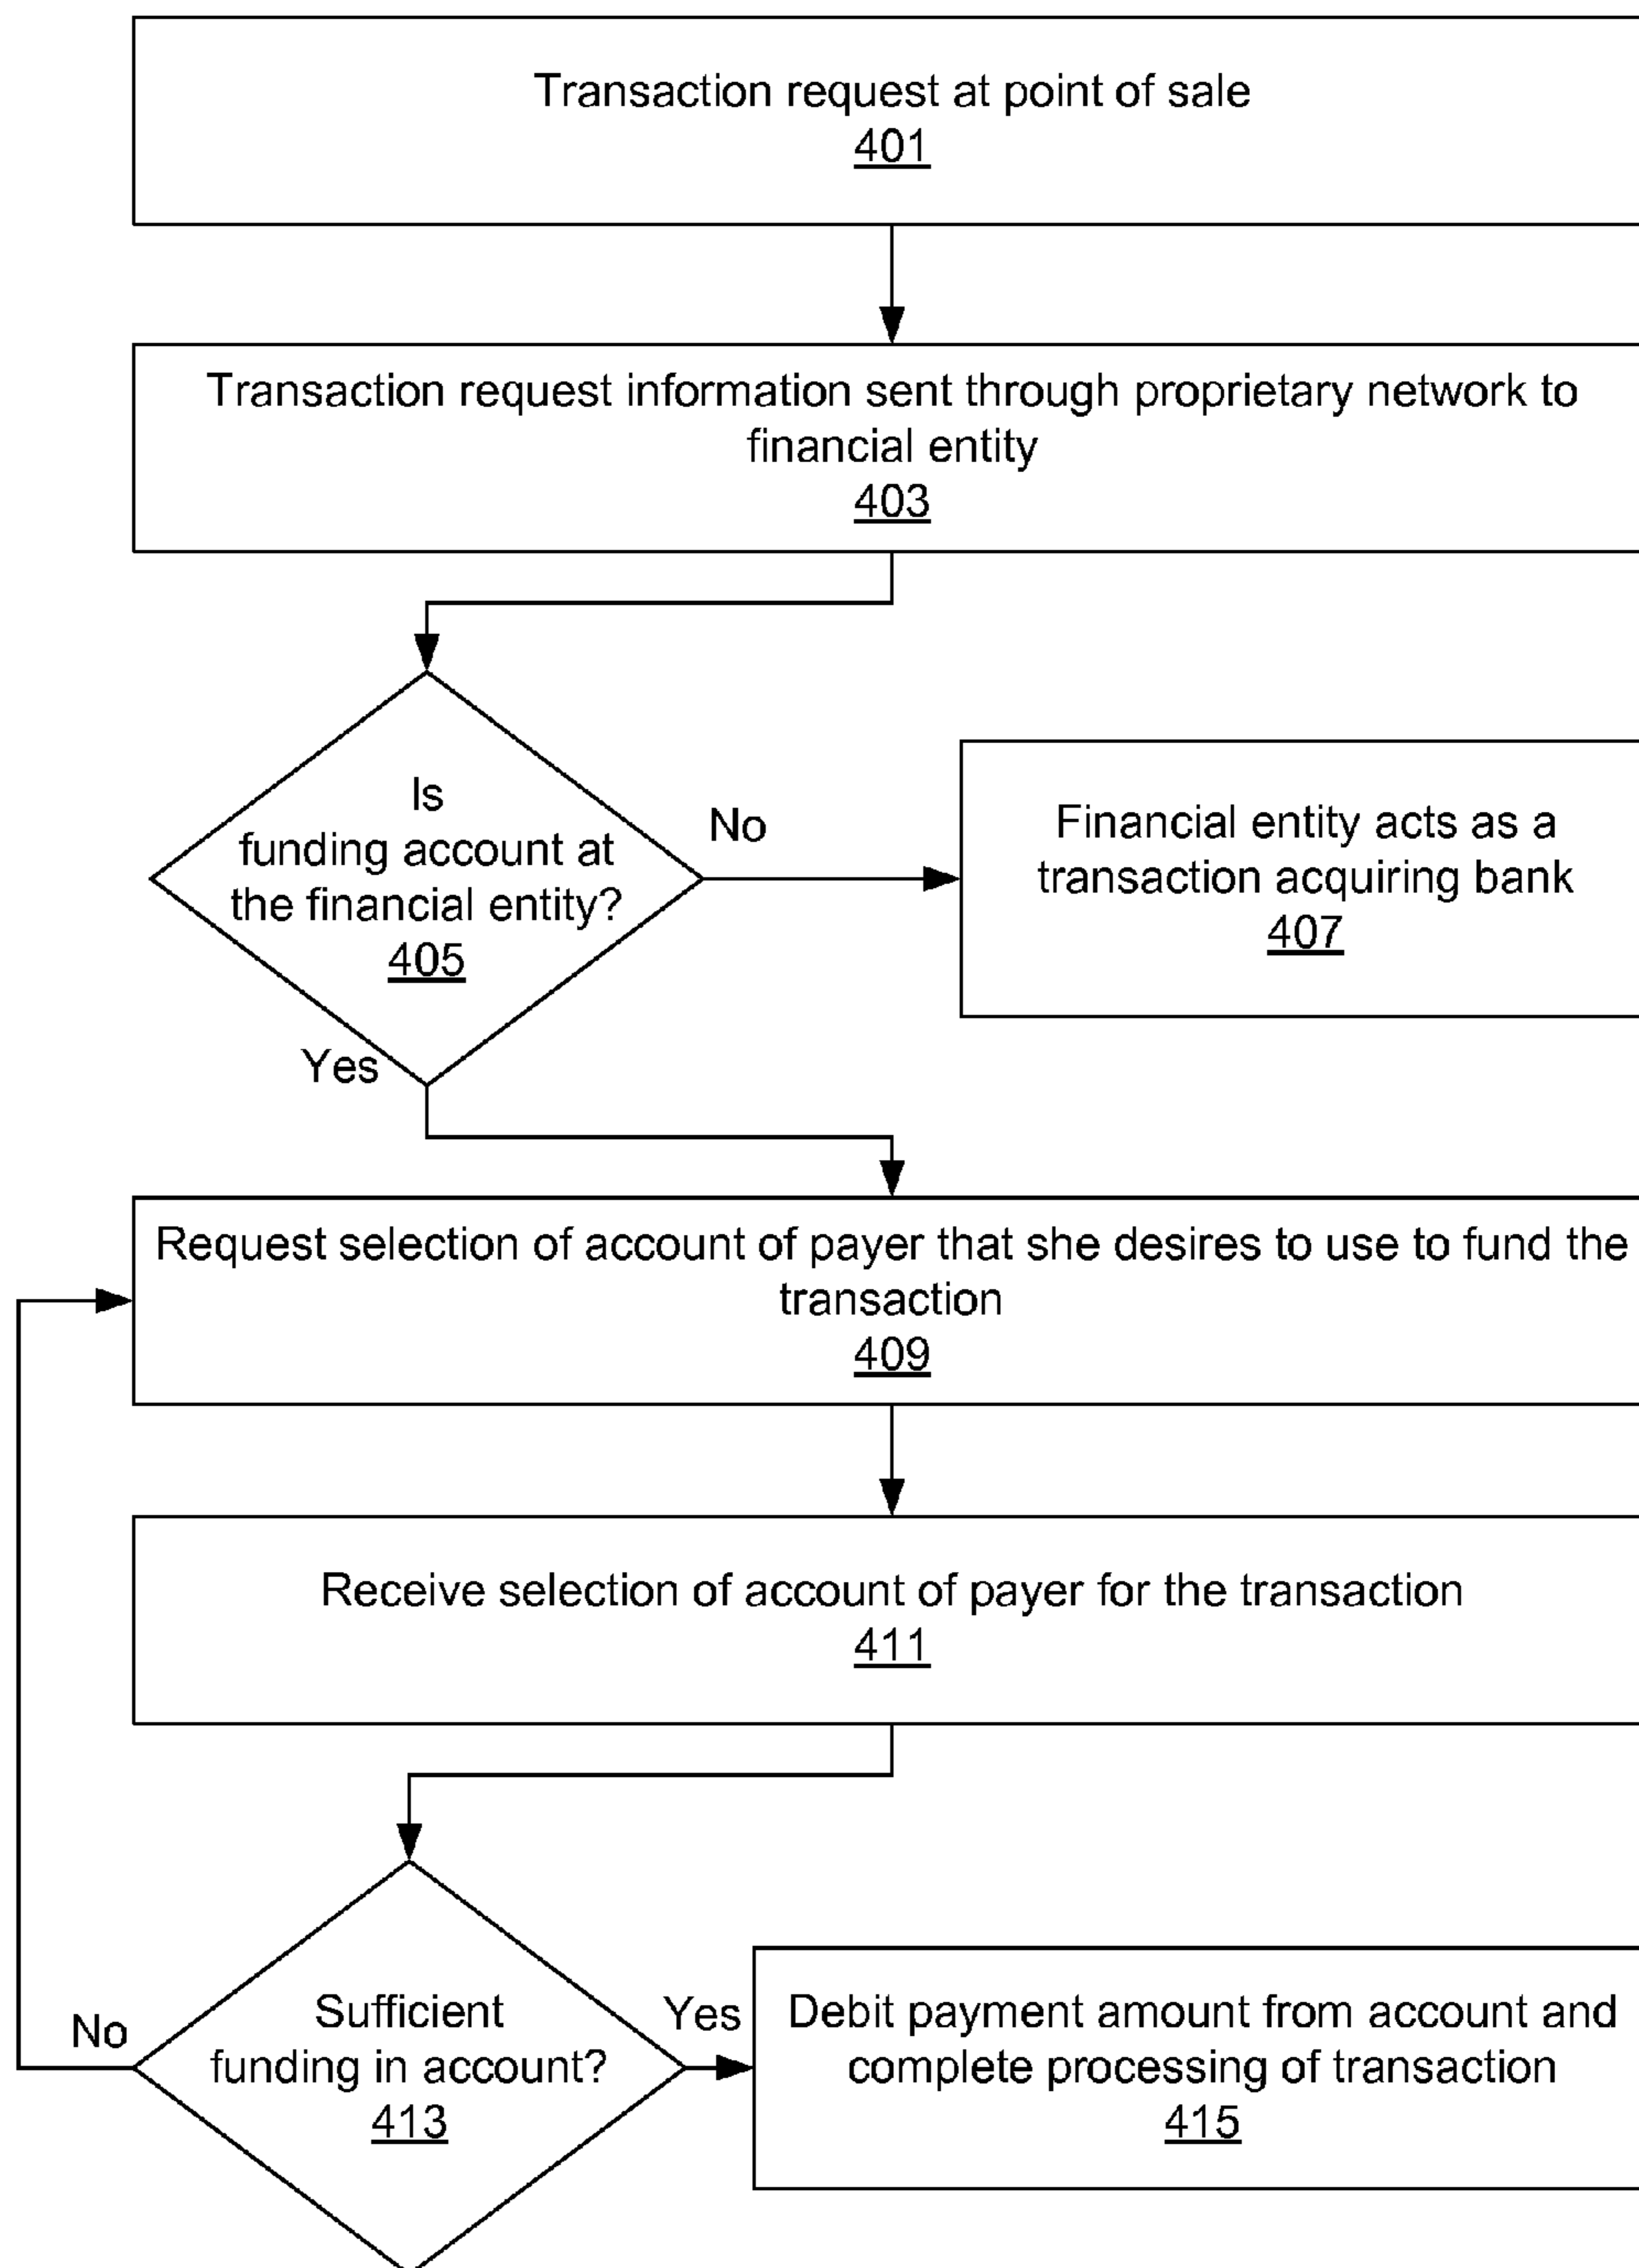 Transaction request at point of sale
401
Transaction request information sent through proprietary network to
financial entity
403
Is
funding account at
the financial entity?
405
No
Financial entity acts as a
transaction acquiring bank
407
Yes
Request selection of account of payer that she desires to use to fund the
transaction
409
Receive selection of account of payer for the transaction
411
No
Sufficient
funding in account?
413
Yes
Debit payment amount from account and
complete processing of transaction
415